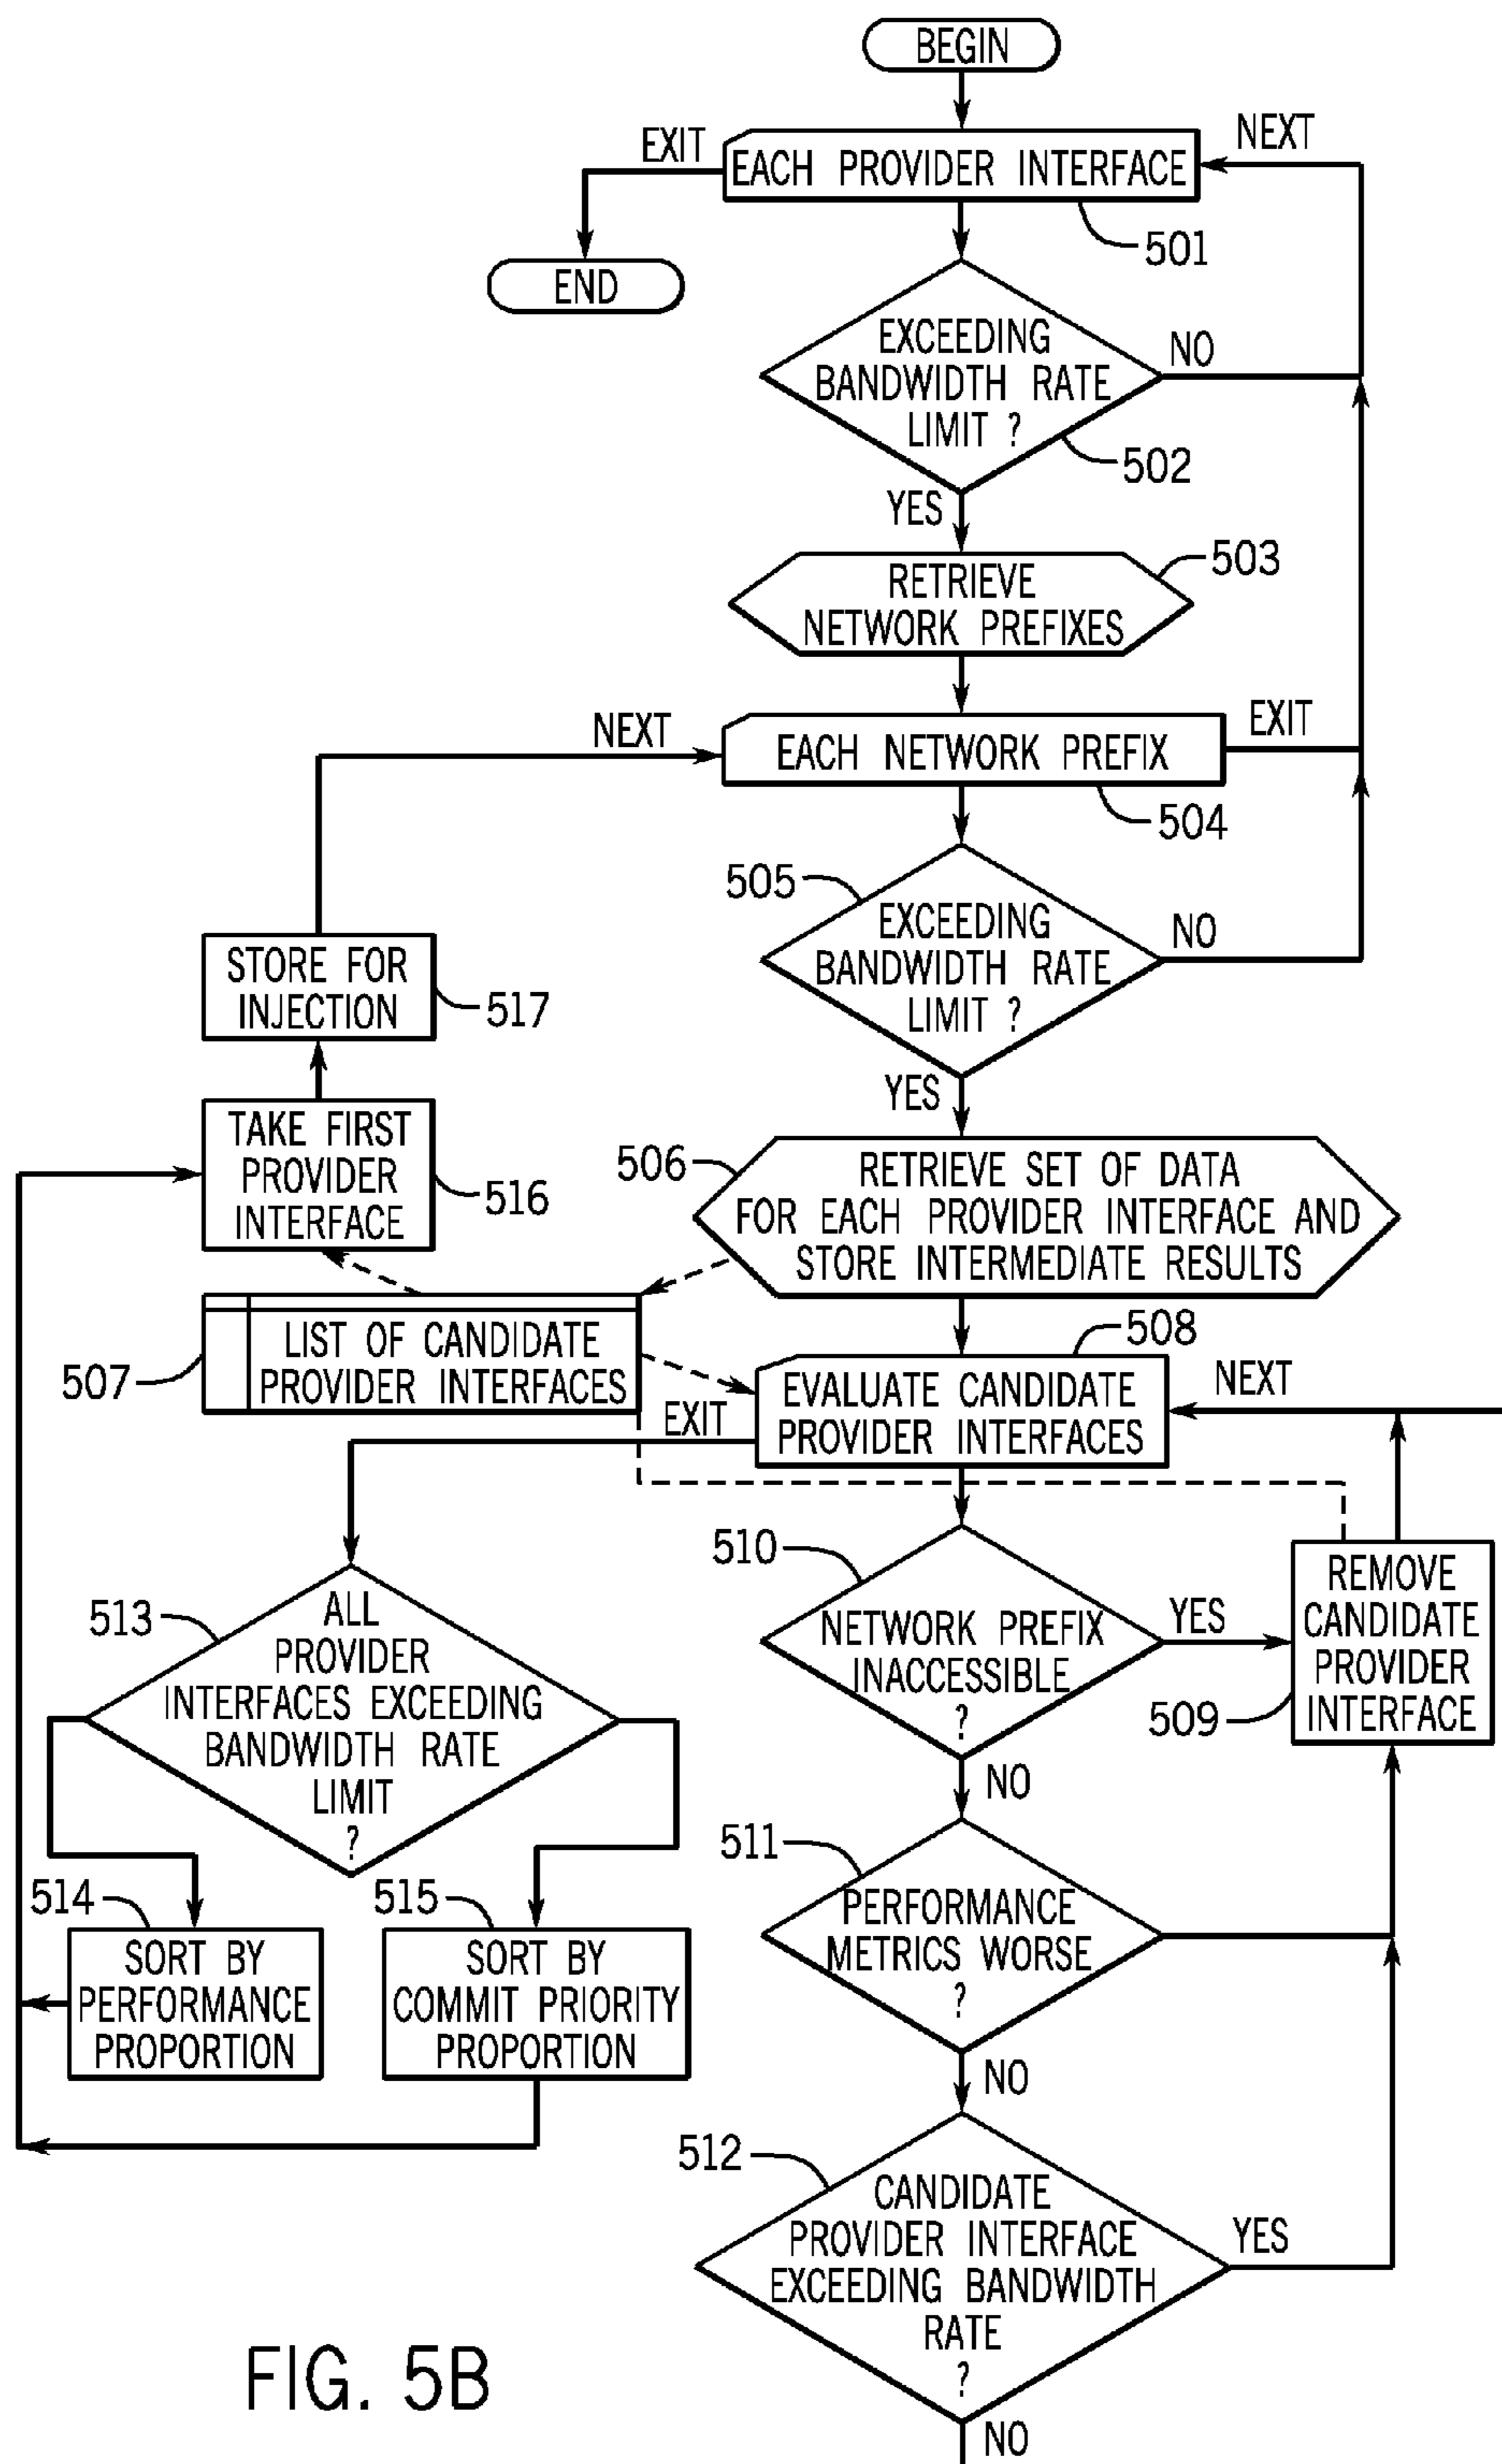 BEGIN
EXIT
NEXT
EACH PROVIDER INTERFACE
501
END
EXCEEDING
BANDWIDTH RATE
LIMIT ?
NO
502
YES
503
RETRIEVE
NETWORK PREFIXES
NEXT
EXIT
EACH NETWORK PREFIX
504
505
EXCEEDING
BANDWIDTH RATE
LIMIT ?
NO
STORE FOR
INJECTION
517
YES
TAKE FIRST
PROVIDER
INTERFACE
516
506
RETRIEVE SET OF DATA
FOR EACH PROVIDER INTERFACE AND
STORE INTERMEDIATE RESULTS
507
LIST OF CANDIDATE
PROVIDER INTERFACES
508
EVALUATE CANDIDATE
PROVIDER INTERFACES
NEXT
EXIT
510
NETWORK PREFIX
INACCESSIBLE
?
YES
REMOVE
CANDIDATE
PROVIDER
INTERFACE
509
513
ALL
PROVIDER
INTERFACES EXCEEDING
BANDWIDTH RATE
LIMIT
?
NO
511
PERFORMANCE
METRICS WORSE
?
514
SORT BY
PERFORMANCE
PROPORTION
515
SORT BY
COMMIT PRIORITY
PROPORTION
NO
512
CANDIDATE
PROVIDER INTERFACE
EXCEEDING BANDWIDTH
RATE
?
YES
NO
FIG. 5B